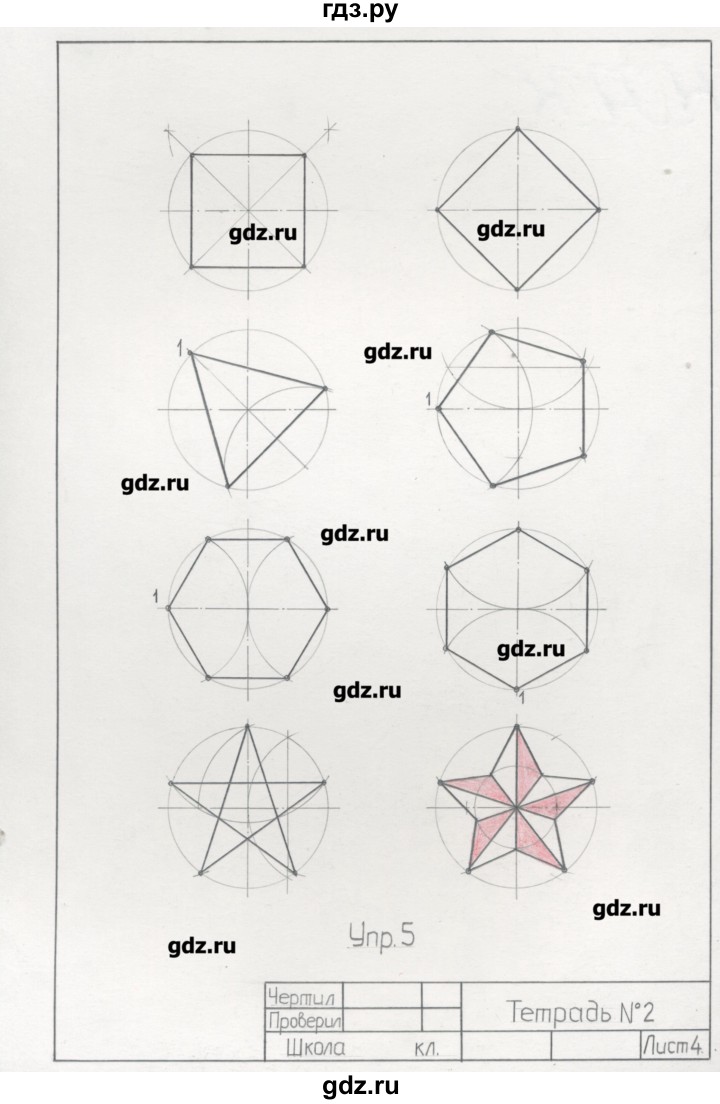 гдз.ру
gdz.ru
gdz.ru
1
gdz.ru
1
gdz.ru
gdz.ru
1
gdz.ru
gdz.ru
1
gdz.ru
Упр. 5
gdz.ru
Чертил
Проверил
Тетрадь №2
Школа кл.
Лист 4.
gdz.ru